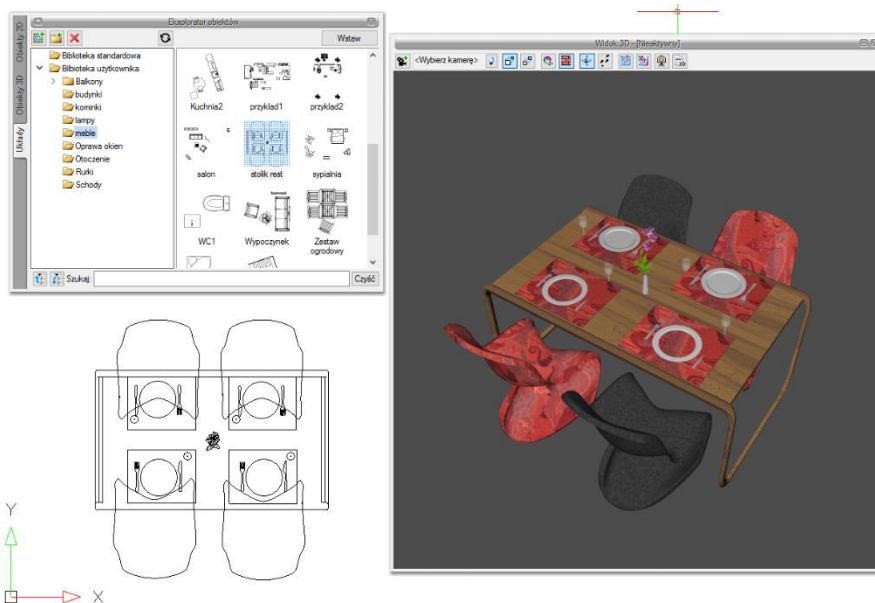 Eksplorator obiektów
Wstaw
Obiekty 2D
Obiekty 3D
Układy
Biblioteka standardowa
Biblioteka użytkownika
Balkony
budynki
kominki
lampy
meble
Oprawa okien
Otoczenie
Rurki
Schody
Kuchnia2
przyklad1
przyklad2
salon
stolik rest
sypialnia
WC1
Wypoczynek
Zestaw
ogrodowy
Szukaj:
Czyść
Widok 3D - [Nieaktywny]
<Wybierz kamerę>
Y
X